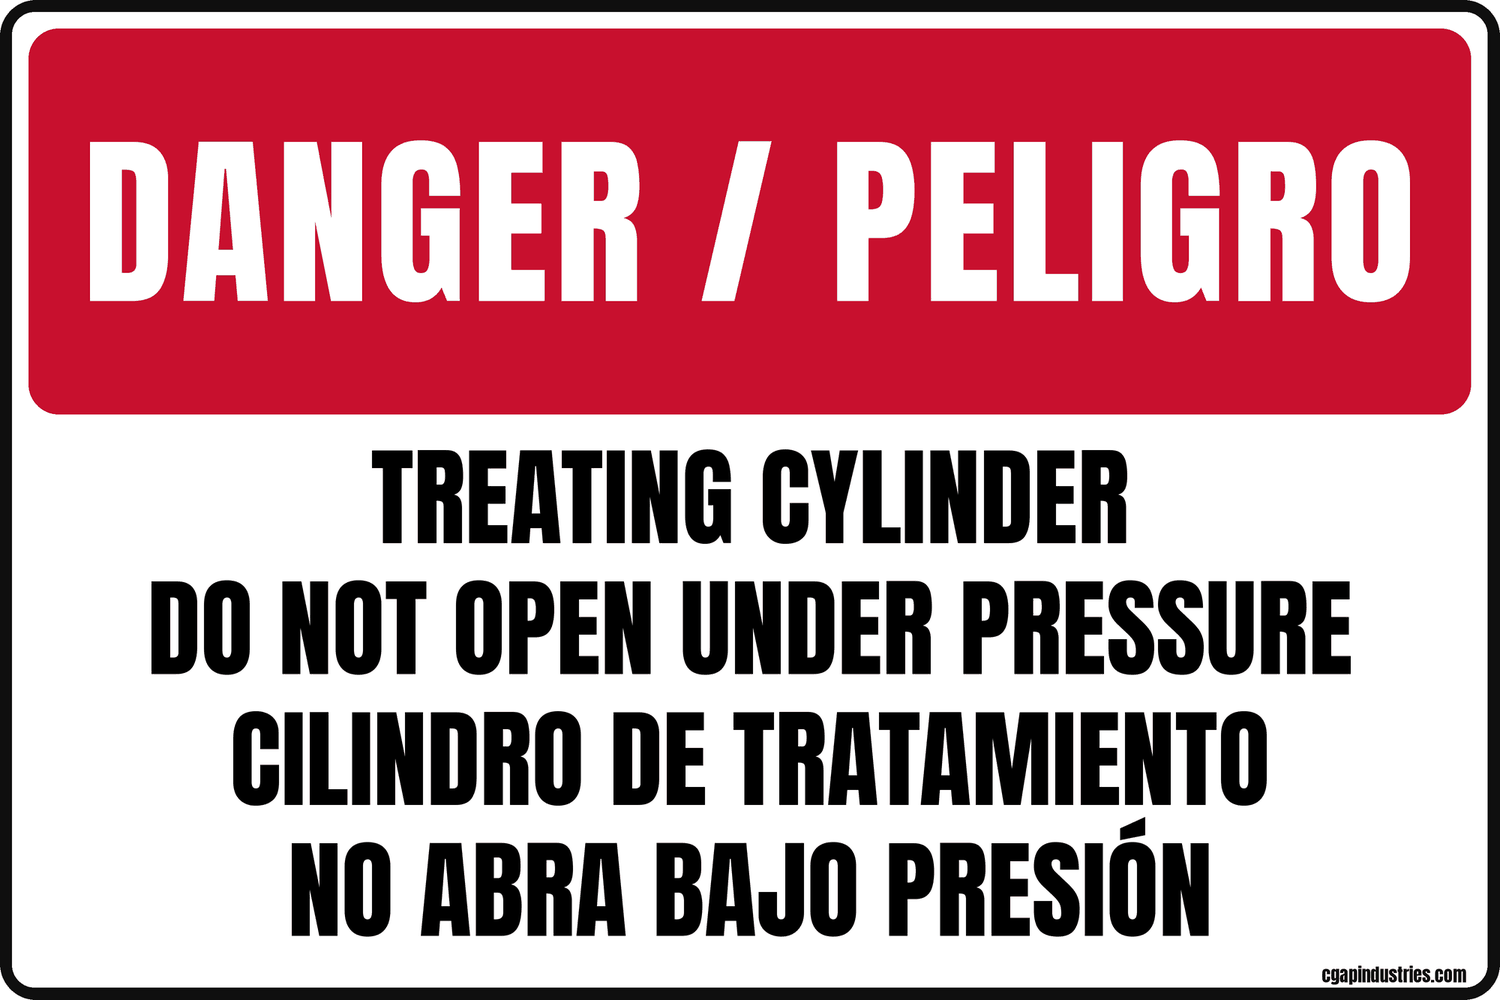 DANGER / PELIGRO
TREATING CYLINDER
DO NOT OPEN UNDER PRESSURE
CILINDRO DE TRATAMIENTO
NO ABRA BAJO PRESIÓN
cgapindustries.com